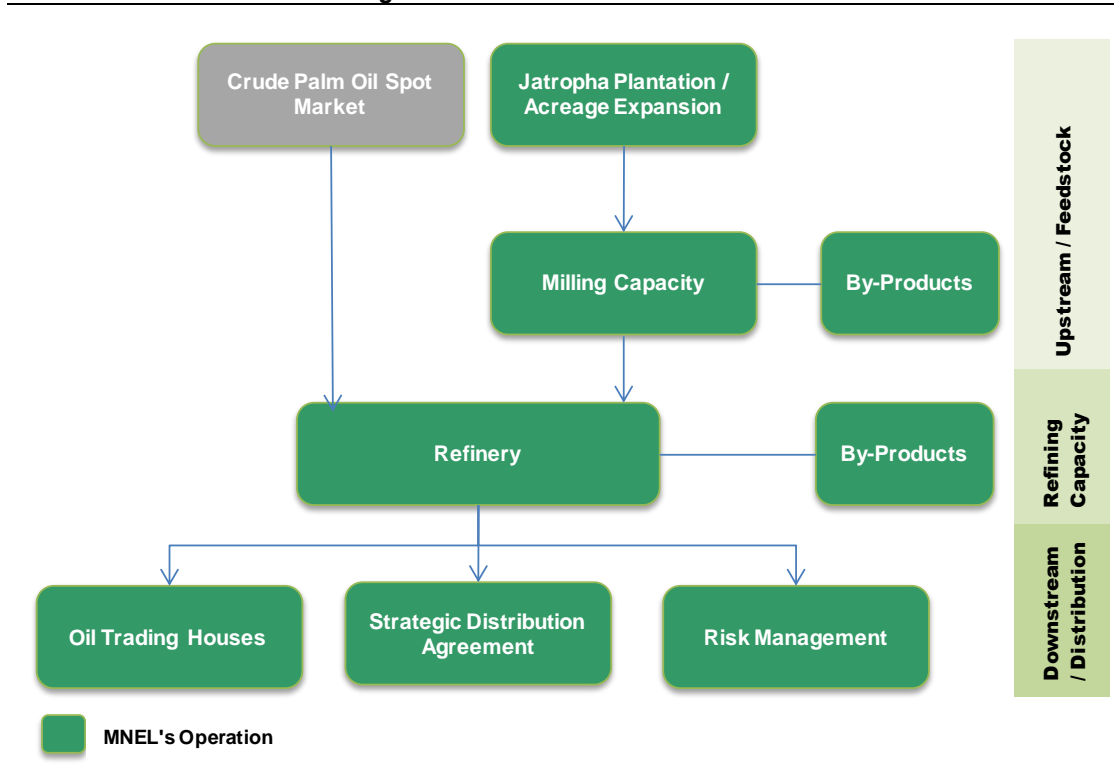 Crude Palm Oil Spot
Market
Jatropha Plantation /
Acreage Expansion
Upstream / Feedstock
Milling Capacity
By-Products
Refinery
By-Products
Refining
Capacity
Oil Trading Houses
Strategic Distribution
Agreement
Risk Management
Downstream
/ Distribution
MNEL's Operation